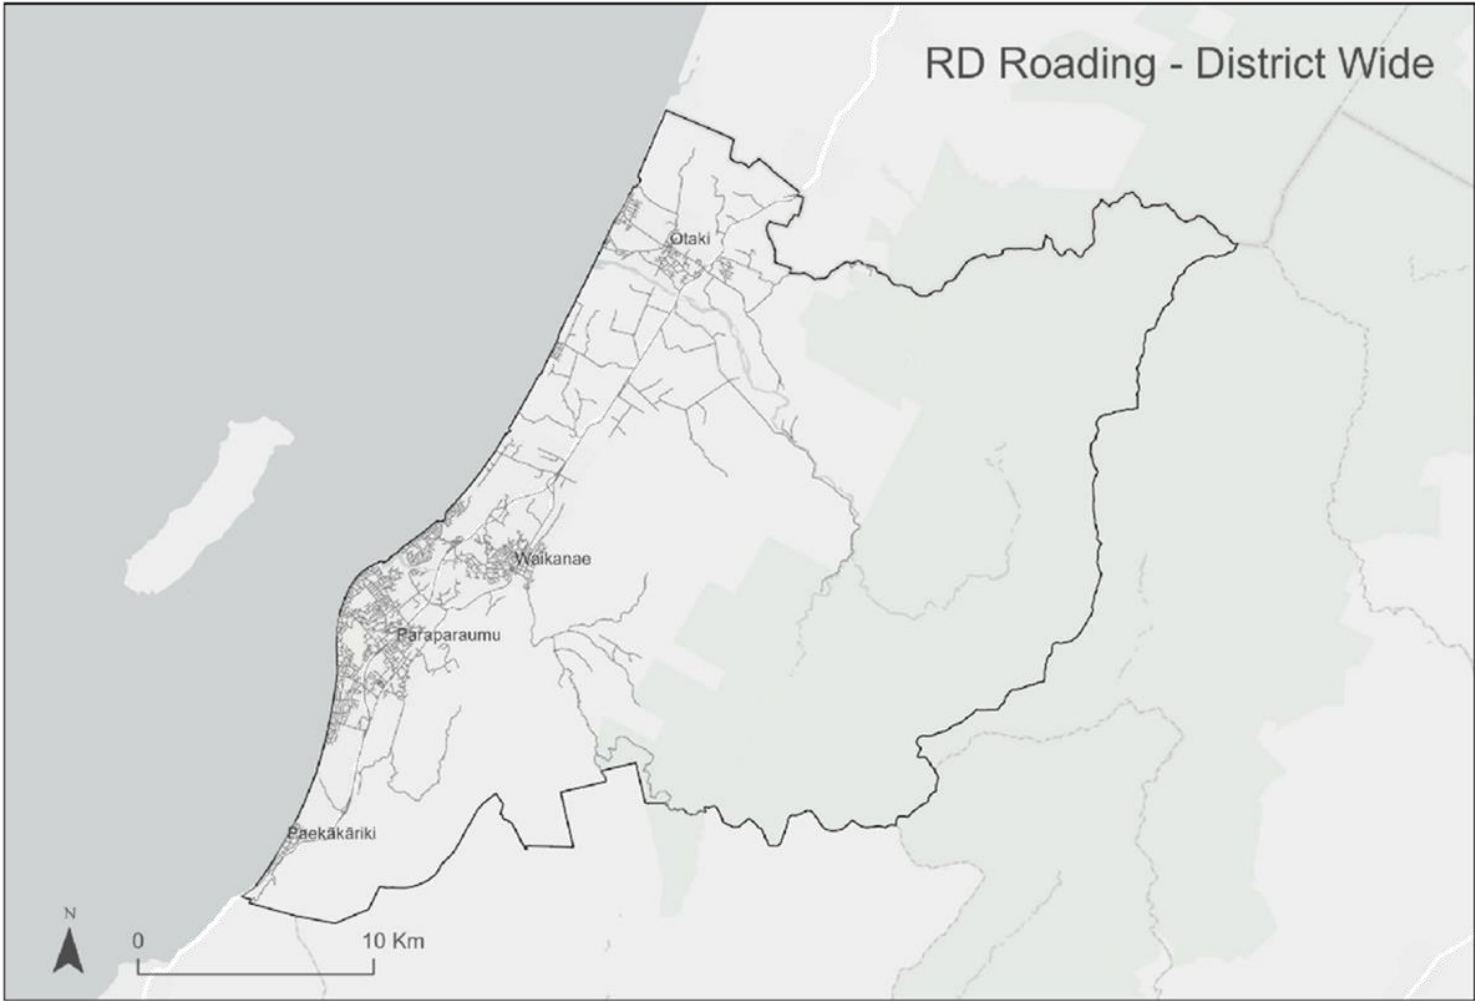 RD Roading - District Wide
Otaki
Waikanae
Paraparaumu
Paekākāriki
N
0 10 Km